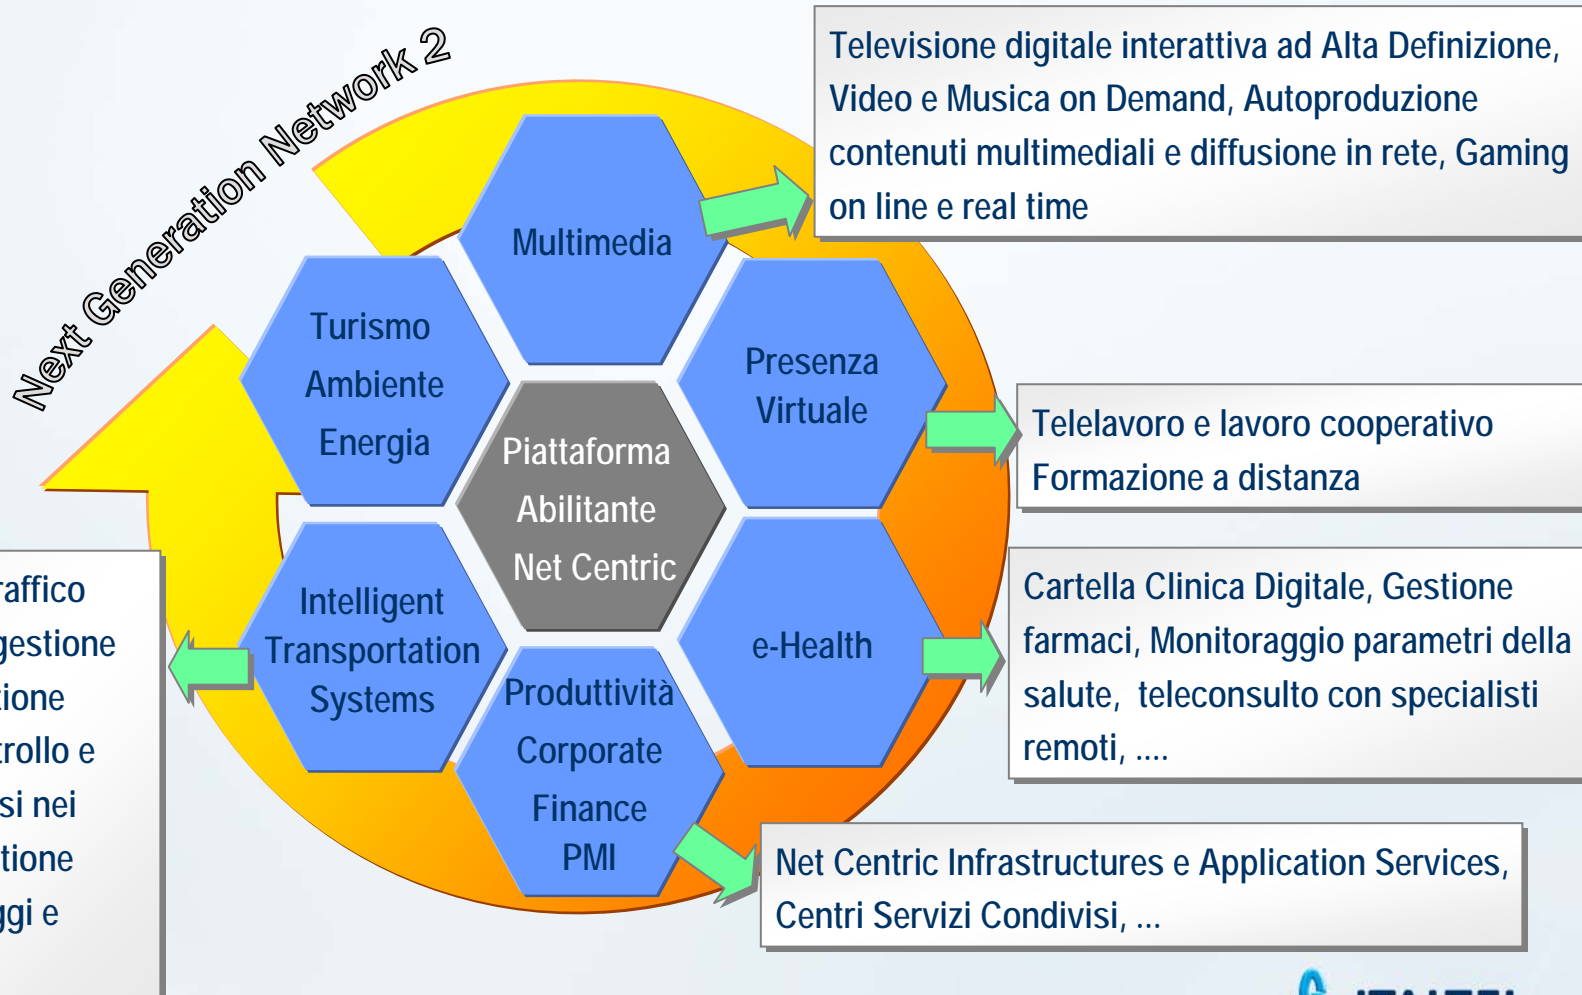 Next Generation Network 2
Televisione digitale interattiva ad Alta Definizione,
Video e Musica on Demand, Autoproduzione
contenuti multimediali e diffusione in rete, Gaming
on line e real time
Multimedia
Turismo
Ambiente
Energia
Presenza
Virtuale
Piattaforma
Abilitante
Net Centric
Telelavoro e lavoro cooperativo
Formazione a distanza
Intelligent
Transportation
Systems
e-Health
Cartella Clinica Digitale, Gestione
farmaci, Monitoraggio parametri della
salute, teleconsulto con specialisti
remoti, ....
Produttività
Corporate
Finance
PMI
Net Centric Infrastructures e Application Services,
Centri Servizi Condivisi, ...
gestione
e
si nei
e